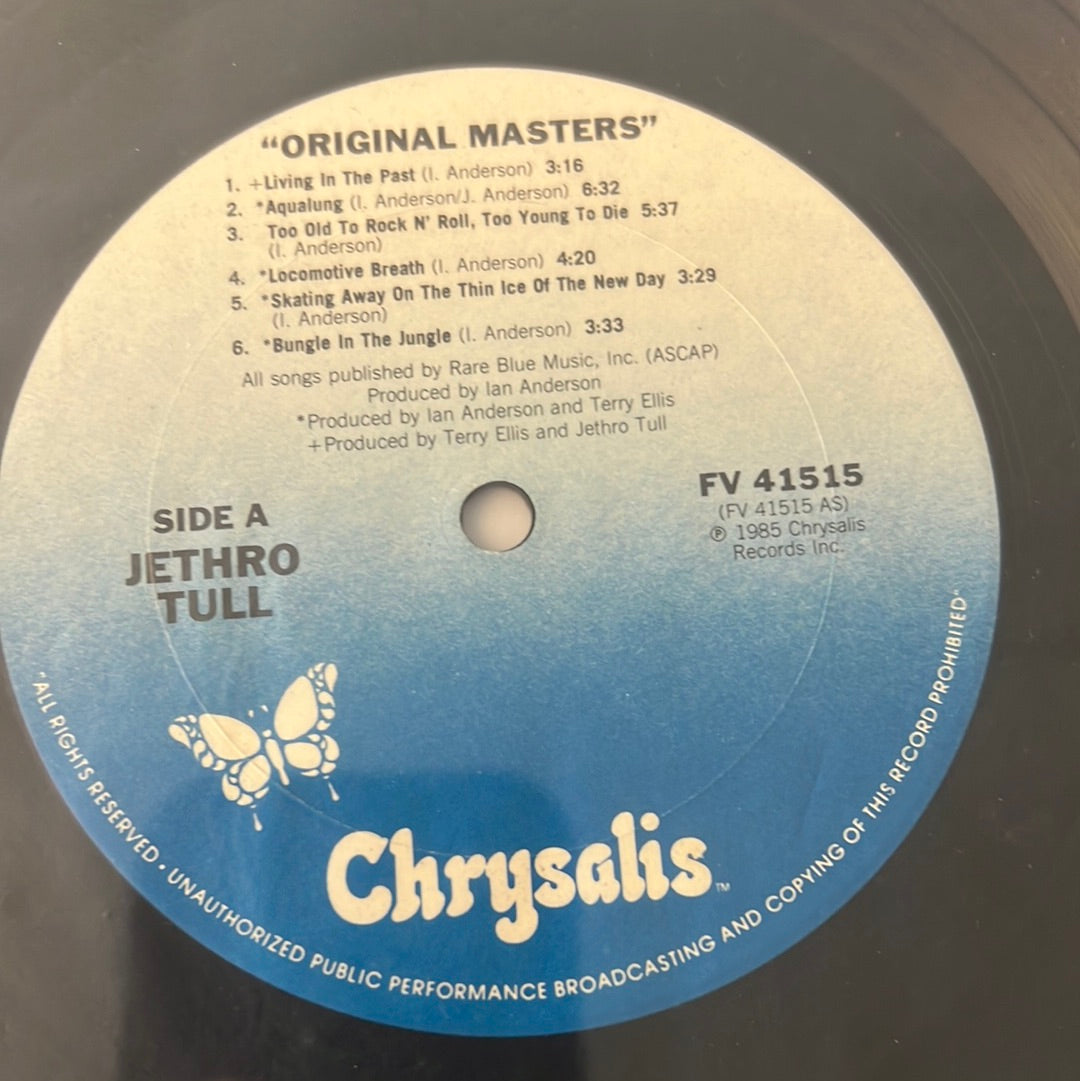 “ORIGINAL MASTERS”
1. +Living In The Past (I. Anderson) 3:16
2. *Aqualung (I. Anderson/J. Anderson) 6:32
3. Too Old To Rock N' Roll, Too Young To Die 5:37
(I. Anderson)
4. *Locomotive Breath (I. Anderson) 4:20
5. *Skating Away On The Thin Ice Of The New Day 3:29
(I. Anderson)
6. *Bungle In The Jungle (I. Anderson) 3:33
All songs published by Rare Blue Music, Inc. (ASCAP)
Produced by Ian Anderson
*Produced by Ian Anderson and Terry Ellis
+Produced by Terry Ellis and Jethro Tull
SIDE A
JETHRO
TULL
FV 41515
(FV 41515 AS)
℗ 1985 Chrysalis
Records Inc.
Chrysalis™
"ALL RIGHTS RESERVED • UNAUTHORIZED PUBLIC PERFORMANCE BROADCASTING AND COPYING OF THIS RECORD PROHIBITED"